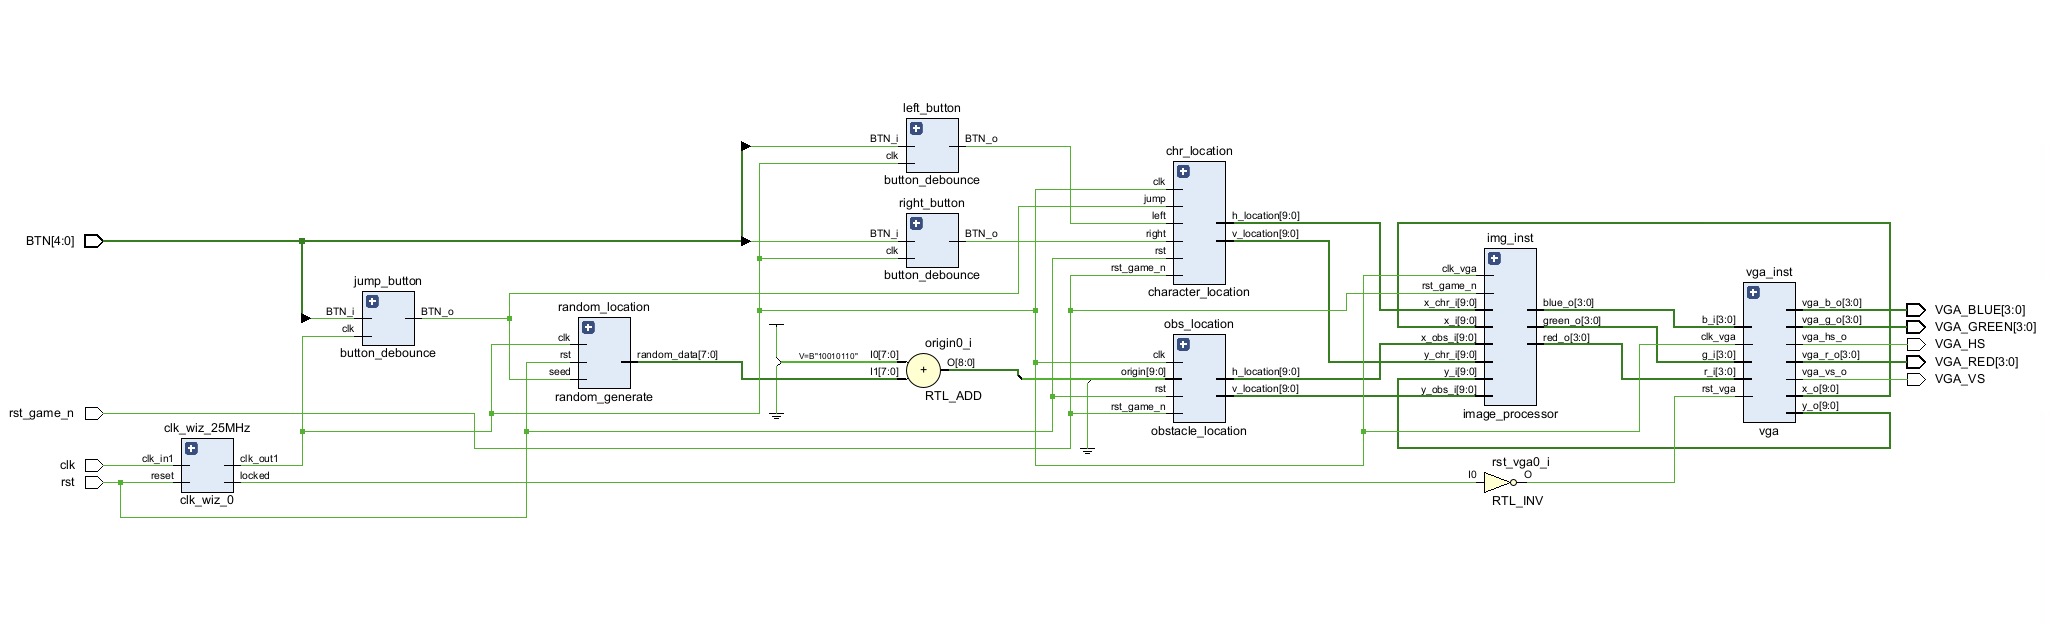 left_button
BTN_i
BTN_o
clk
button_debounce
right_button
BTN_i
BTN_o
clk
button_debounce
BTN[4:0]
jump_button
BTN_i
BTN_o
clk
button_debounce
random_location
clk
rst
random_data[7:0]
seed
random_generate
rst_game_n
clk_wiz_25MHz
clk
clk_in1
clk_out1
rst
reset
locked
clk_wiz_0
V=B"10010110"
origin0_i
I0[7:0]
O[8:0]
I1[7:0]
+
RTL_ADD
chr_location
clk
jump
left
h_location[9:0]
right
v_location[9:0]
rst
rst_game_n
character_location
obs_location
clk
origin[9:0]
h_location[9:0]
rst
v_location[9:0]
rst_game_n
obstacle_location
img_inst
clk_vga
rst_game_n
x_chr_i[9:0]
blue_o[3:0]
x_i[9:0]
green_o[3:0]
x_obs_i[9:0]
red_o[3:0]
y_chr_i[9:0]
y_i[9:0]
y_obs_i[9:0]
image_processor
rst_vga0_i
I0
O
RTL_INV
vga_inst
b_i[3:0]
clk_vga
g_i[3:0]
r_i[3:0]
rst_vga
vga_b_o[3:0]
vga_g_o[3:0]
vga_hs_o
vga_r_o[3:0]
vga_vs_o
x_o[9:0]
y_o[9:0]
vga
VGA_BLUE[3:0]
VGA_GREEN[3:0]
VGA_HS
VGA_RED[3:0]
VGA_VS